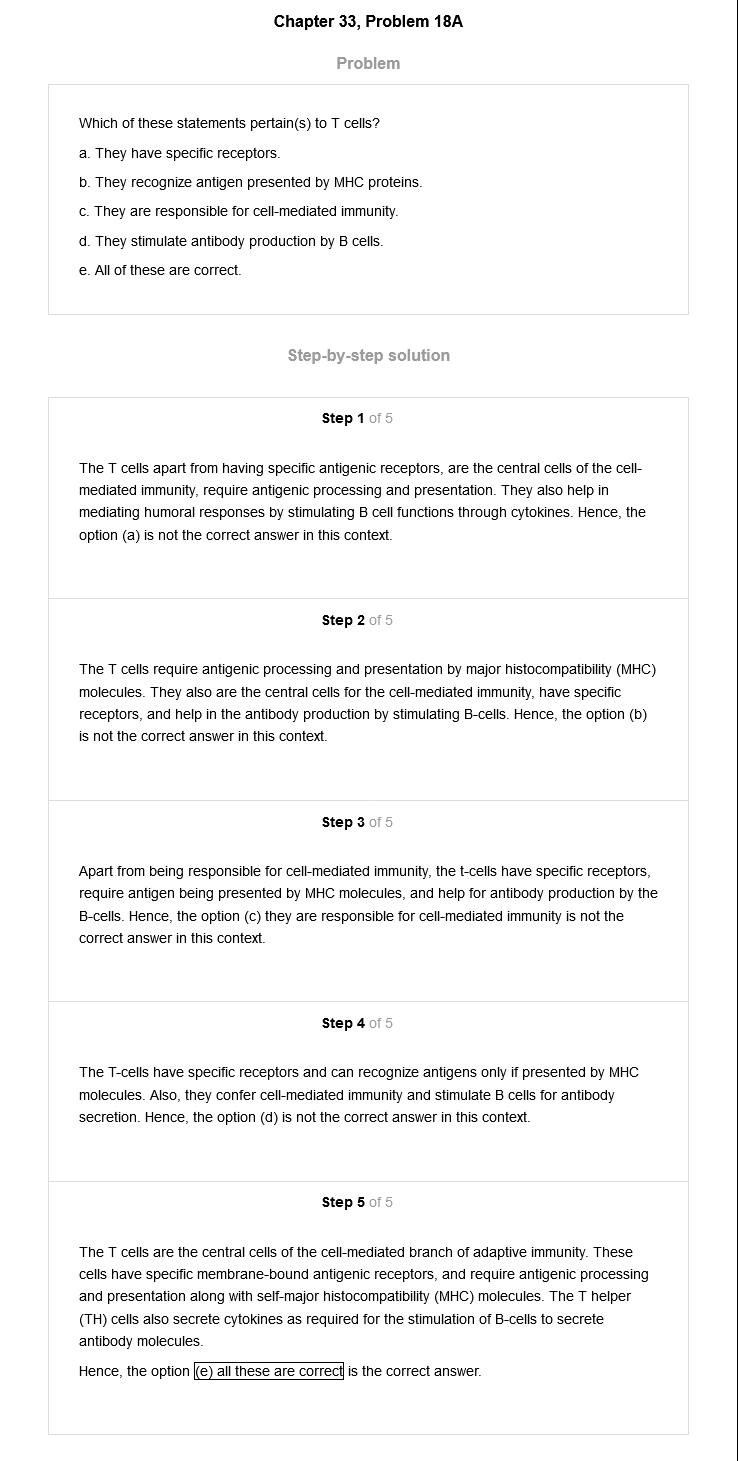 Chapter 33, Problem 18A
Problem
Which of these statements pertain(s) to T cells?
a. They have specific receptors.
b. They recognize antigen presented by MHC proteins.
c. They are responsible for cell-mediated immunity.
d. They stimulate antibody production by B cells.
e. All of these are correct.
Step-by-step solution
Step 1 of 5
The T cells apart from having specific antigenic receptors, are the central cells of the cell-
mediated immunity, require antigenic processing and presentation. They also help in
mediating humoral responses by stimulating B cell functions through cytokines. Hence, the
option (a) is not the correct answer in this context.
Step 2 of 5
The T cells require antigenic processing and presentation by major histocompatibility (MHC)
molecules. They also are the central cells for the cell-mediated immunity, have specific
receptors, and help in the antibody production by stimulating B-cells. Hence, the option (b)
is not the correct answer in this context.
Step 3 of 5
Apart from being responsible for cell-mediated immunity, the t-cells have specific receptors,
require antigen being presented by MHC molecules, and help for antibody production by the
B-cells. Hence, the option (c) they are responsible for cell-mediated immunity is not the
correct answer in this context.
Step 4 of 5
The T-cells have specific receptors and can recognize antigens only if presented by MHC
molecules. Also, they confer cell-mediated immunity and stimulate B cells for antibody
secretion. Hence, the option (d) is not the correct answer in this context.
Step 5 of 5
The T cells are the central cells of the cell-mediated branch of adaptive immunity. These
cells have specific membrane-bound antigenic receptors, and require antigenic processing
and presentation along with self-major histocompatibility (MHC) molecules. The T helper
(TH) cells also secrete cytokines as required for the stimulation of B-cells to secrete
antibody molecules.
Hence, the option (e) all these are correct is the correct answer.